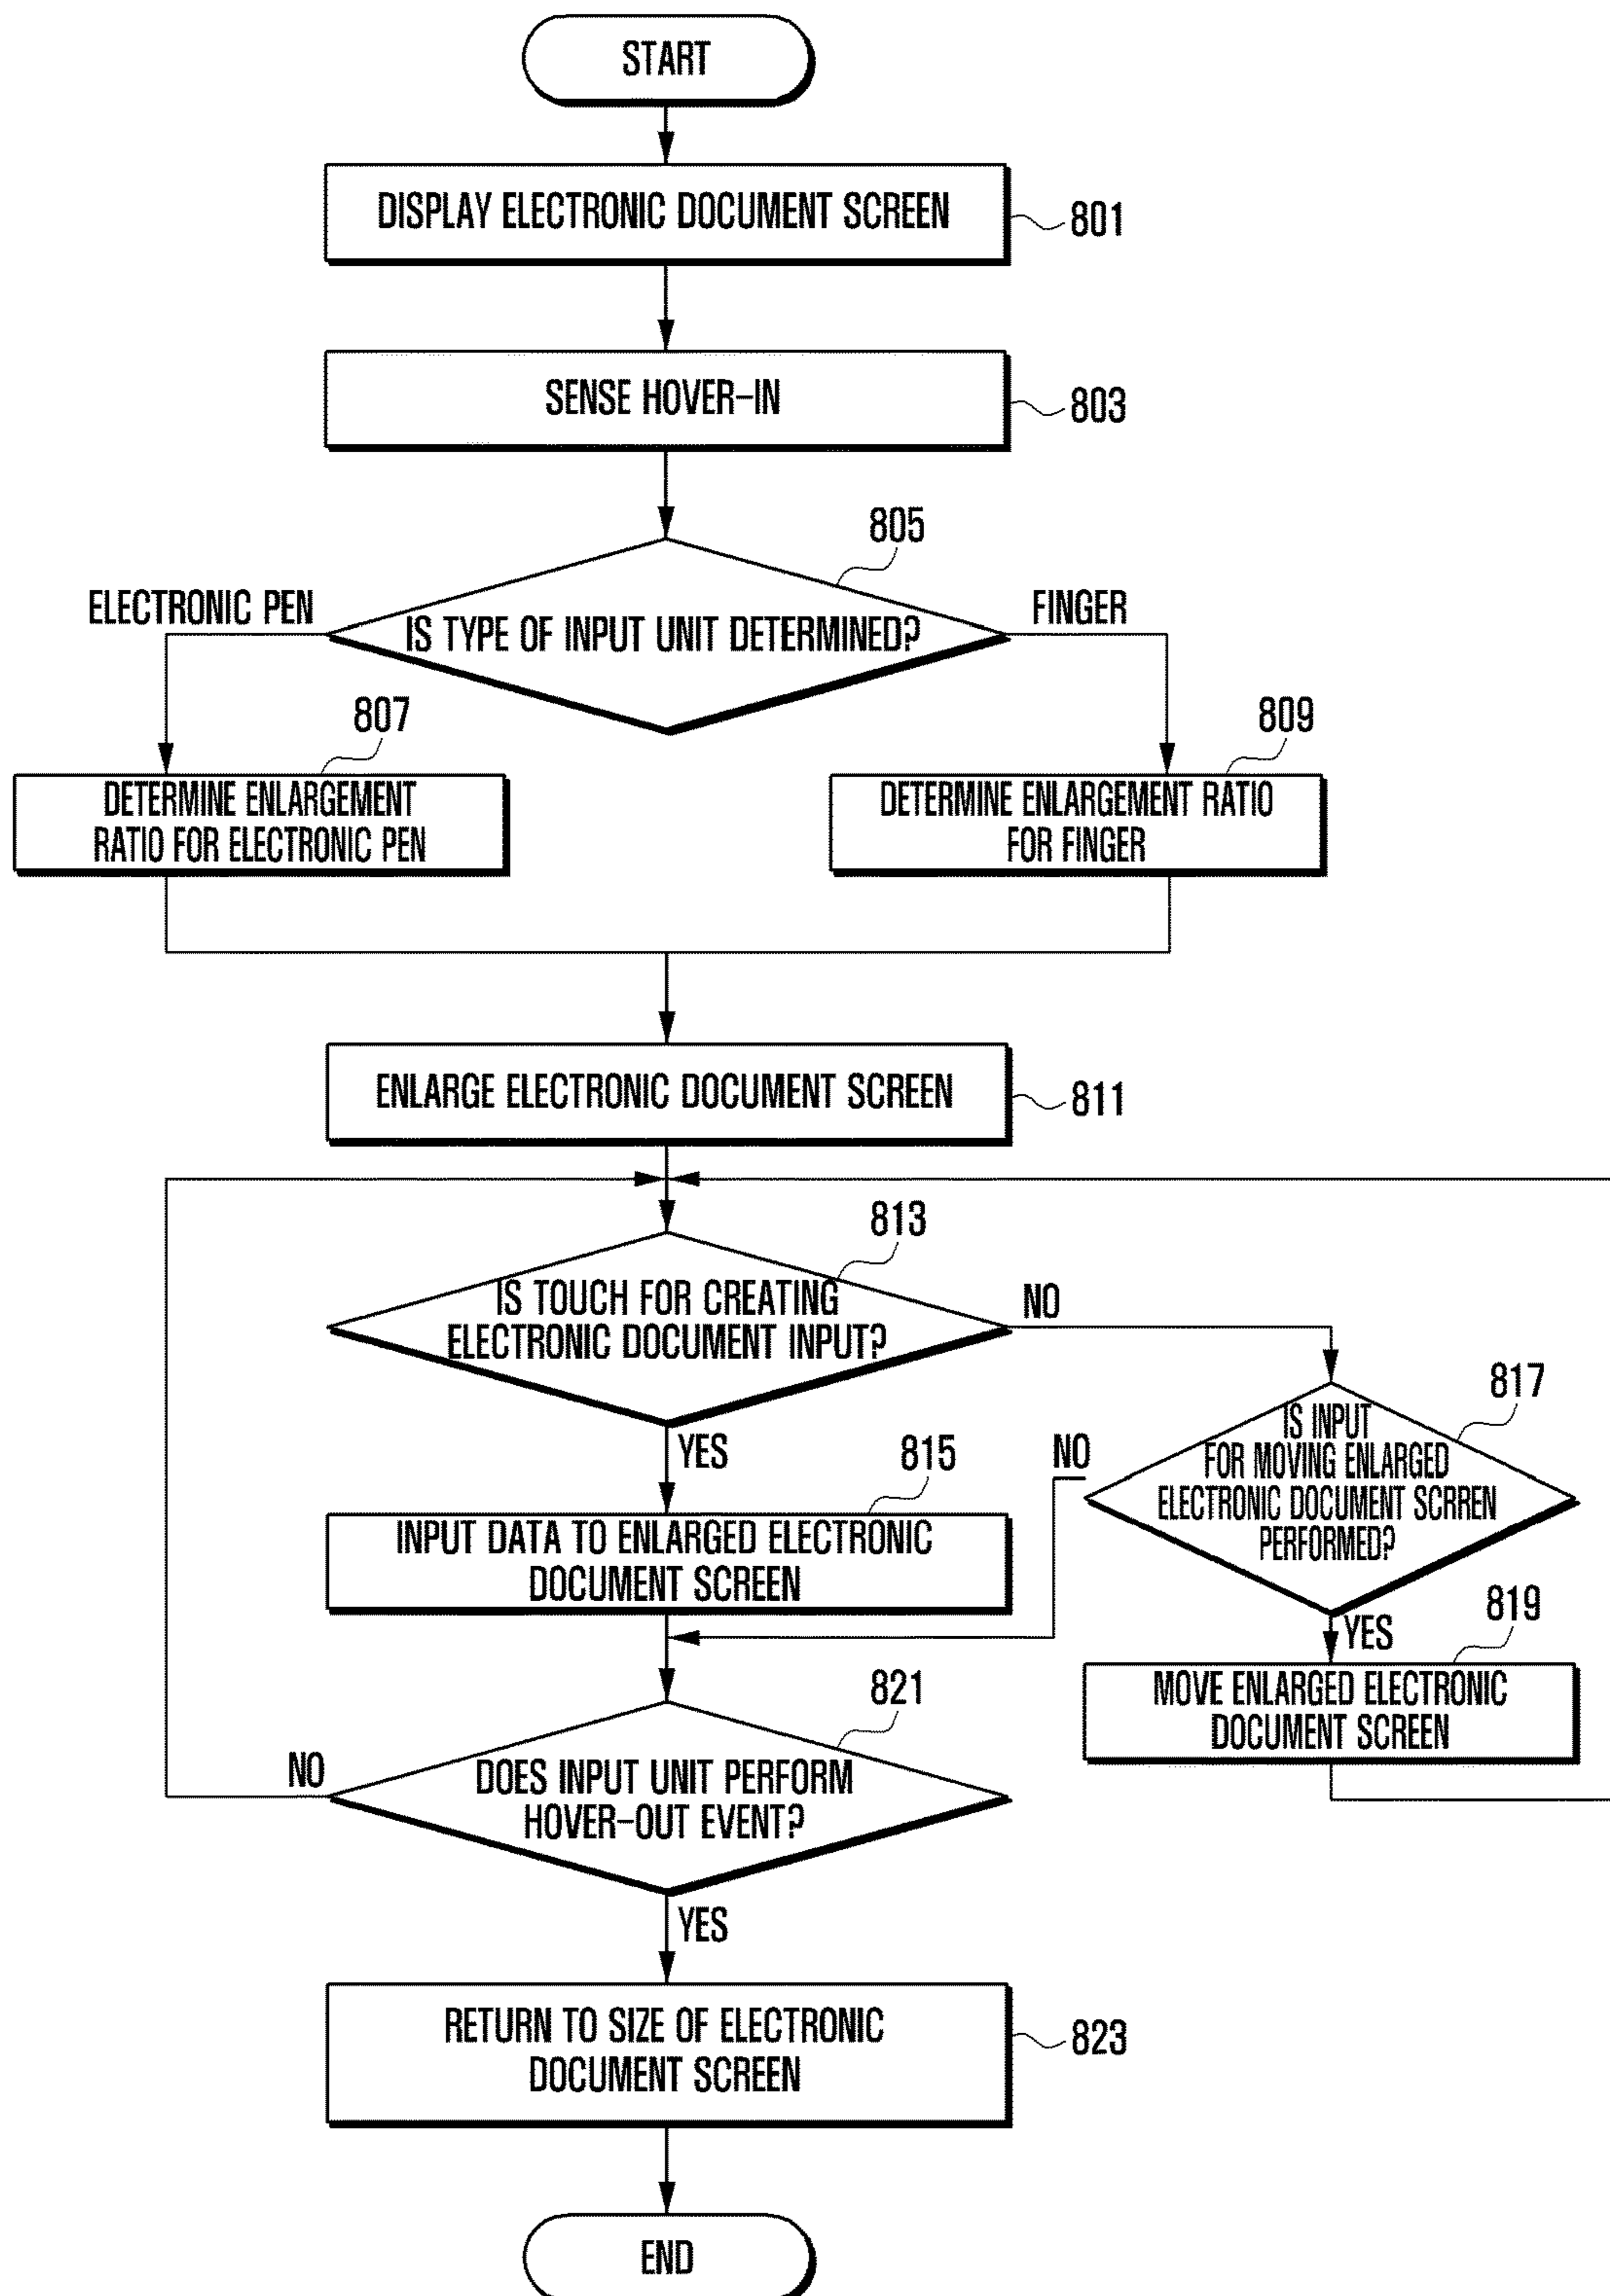 START
DISPLAY ELECTRONIC DOCUMENT SCREEN
801
SENSE HOVER-IN
803
805
ELECTRONIC PEN
IS TYPE OF INPUT UNIT DETERMINED?
FINGER
807
809
DETERMINE ENLARGEMENT
RATIO FOR ELECTRONIC PEN
DETERMINE ENLARGEMENT RATIO
FOR FINGER
ENLARGE ELECTRONIC DOCUMENT SCREEN
811
813
IS TOUCH FOR CREATING
ELECTRONIC DOCUMENT INPUT?
NO
817
IS INPUT
FOR MOVING ENLARGED
ELECTRONIC DOCUMENT SCRREN
PERFORMED?
NO
YES
815
INPUT DATA TO ENLARGED ELECTRONIC
DOCUMENT SCREEN
YES
819
MOVE ENLARGED ELECTRONIC
DOCUMENT SCREEN
821
NO
DOES INPUT UNIT PERFORM
HOVER-OUT EVENT?
YES
RETURN TO SIZE OF ELECTRONIC
DOCUMENT SCREEN
823
END